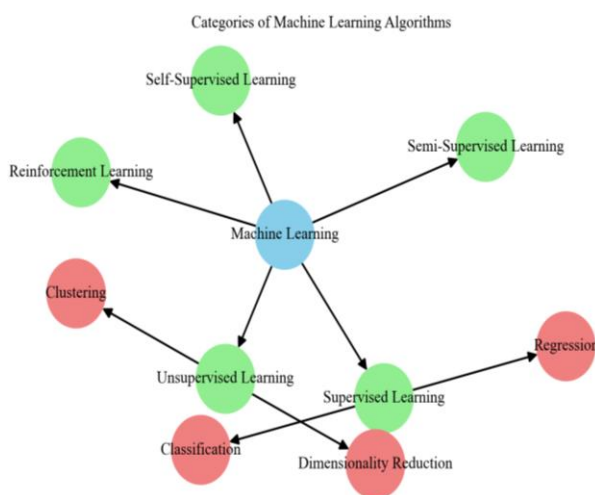 Categories of Machine Learning Algorithms
Self-Supervised Learning
Semi-Supervised Learning
Reinforcement Learning
Machine Learning
Clustering
Regression
Unsupervised Learning
Supervised Learning
Classification
Dimensionality Reduction